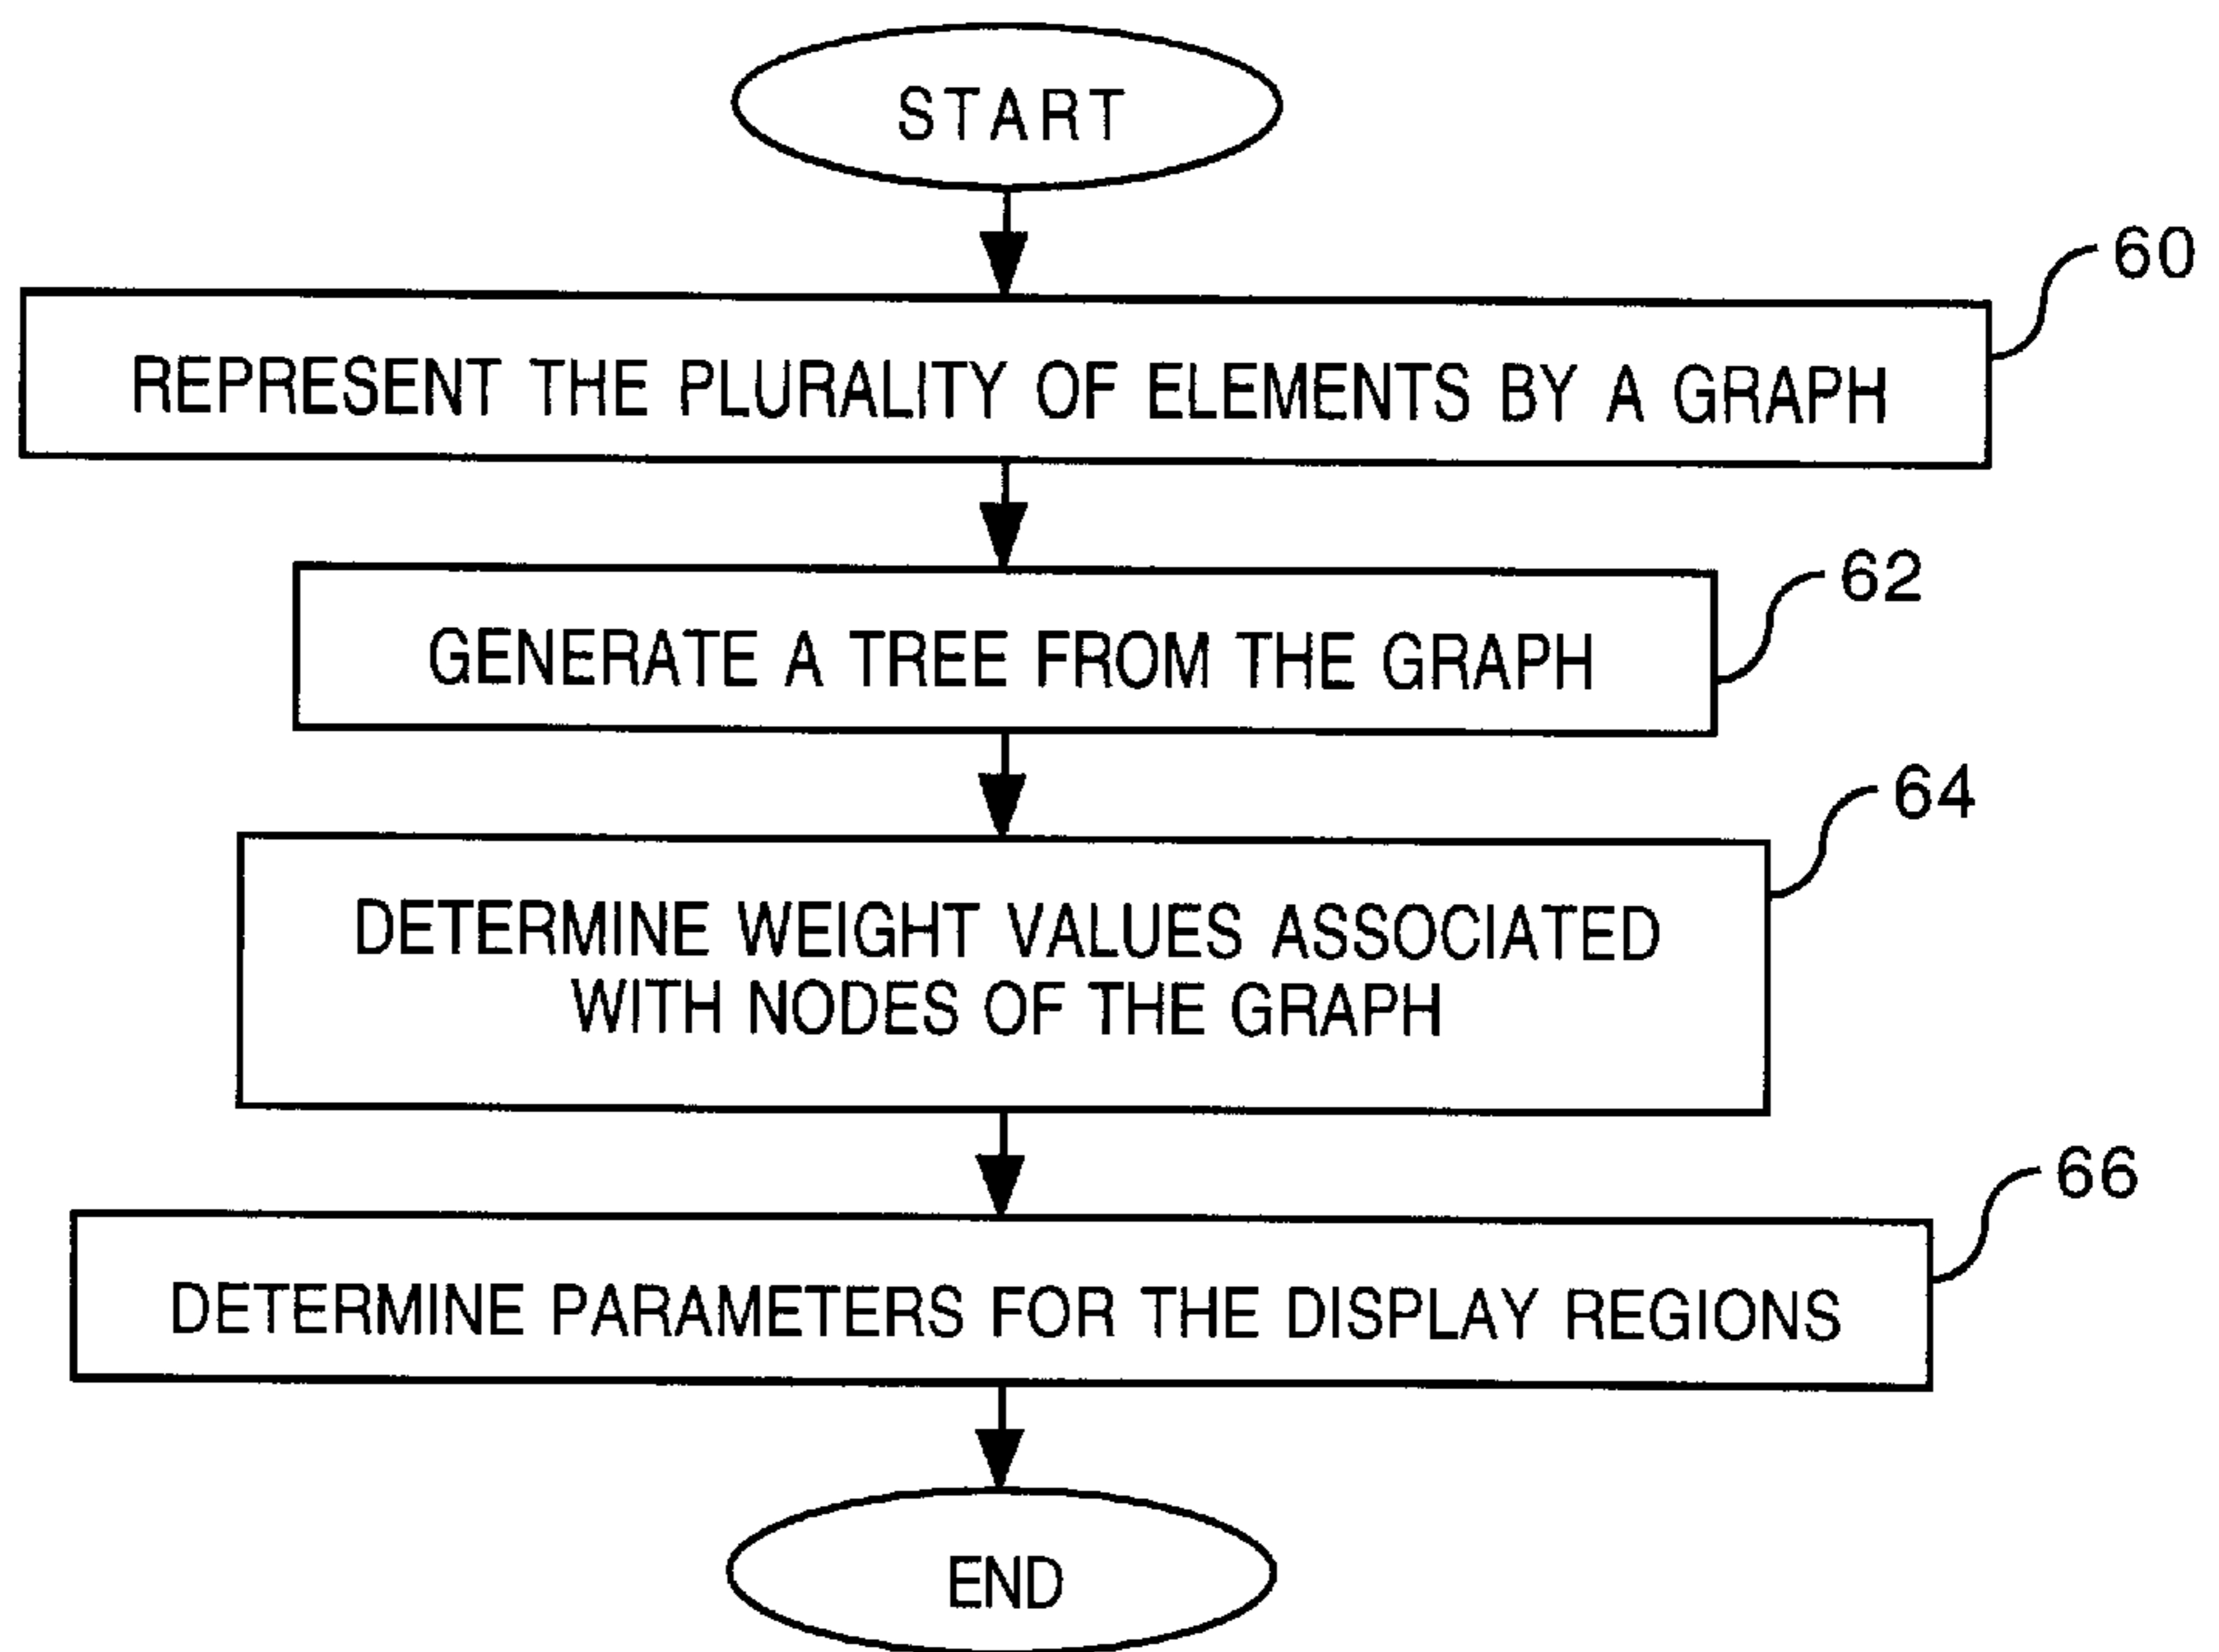 START
60
REPRESENT THE PLURALITY OF ELEMENTS BY A GRAPH
62
GENERATE A TREE FROM THE GRAPH
64
DETERMINE WEIGHT VALUES ASSOCIATED
WITH NODES OF THE GRAPH
66
DETERMINE PARAMETERS FOR THE DISPLAY REGIONS
END